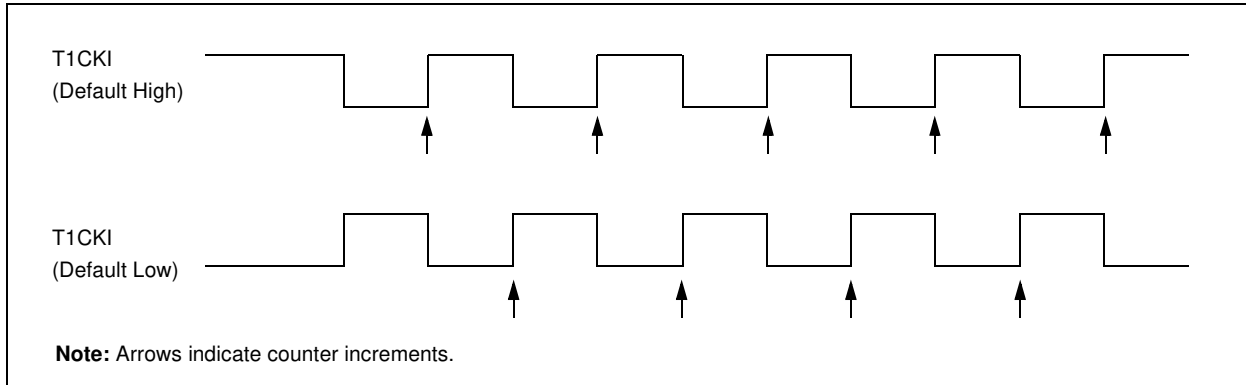 T1CKI
(Default High)
T1CKI
(Default Low)
Note: Arrows indicate counter increments.